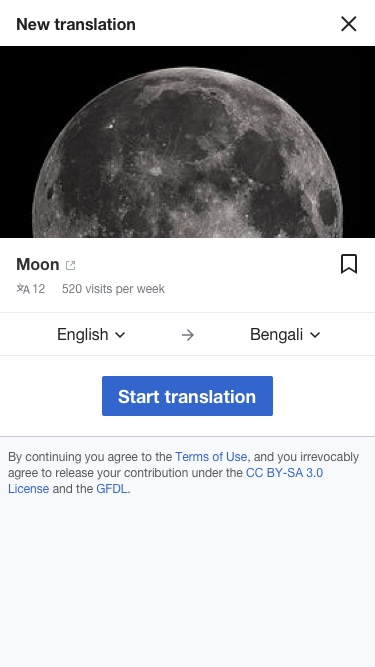 New translation
Moon
12 520 visits per week
English Bengali
Start translation
By continuing you agree to the Terms of Use, and you irrevocably
agree to release your contribution under the CC BY-SA 3.0
License and the GFDL.